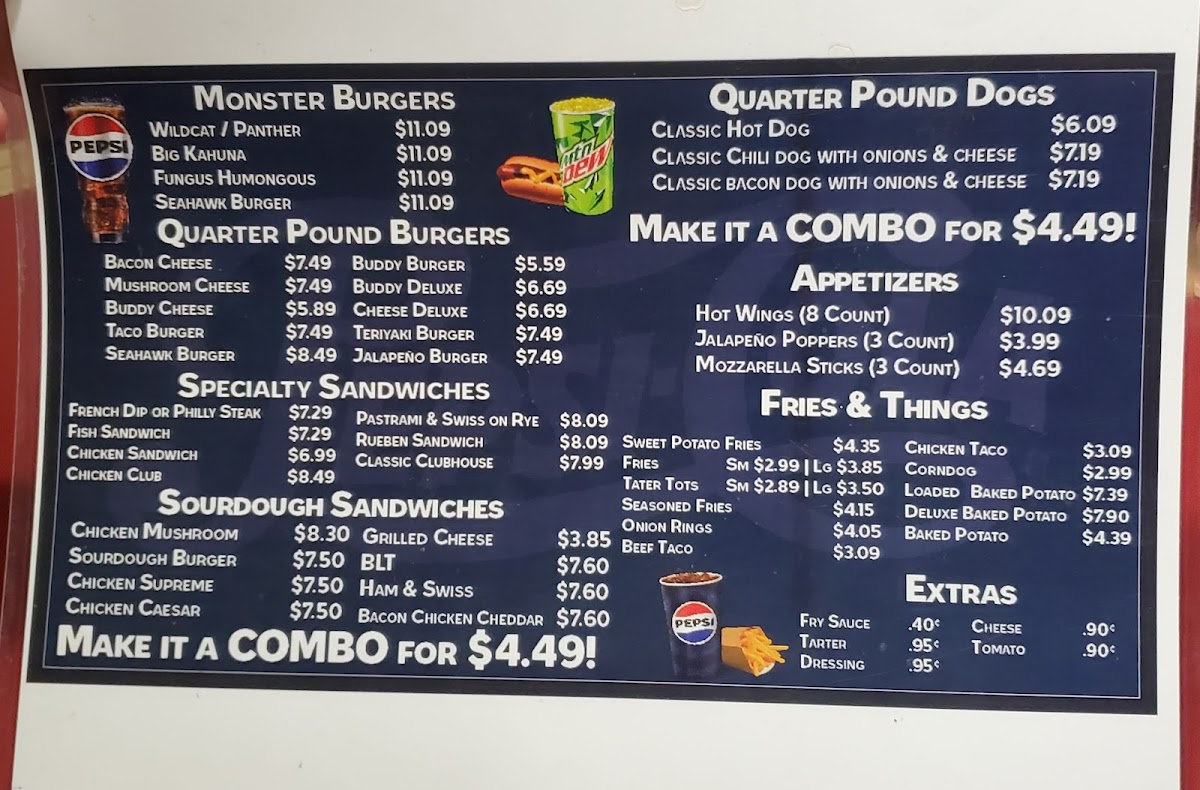 PEPSI
MONSTER BURGERS
WILDCAT / PANTHER $11.09
BIG KAHUNA $11.09
FUNGUS HUMONGOUS $11.09
SEAHAWK BURGER $11.09
QUARTER POUND BURGERS
BACON CHEESE $7.49 BUDDY BURGER $5.59
MUSHROOM CHEESE $7.49 BUDDY DELUXE $6.69
BUDDY CHEESE $5.89 CHEESE DELUXE $6.69
TACO BURGER $7.49 TERIYAKI BURGER $7.49
SEAHAWK BURGER $8.49 JALAPEÑO BURGER $7.49
SPECIALTY SANDWICHES
FRENCH DIP OR PHILLY STEAK $7.29 PASTRAMI & SWISS ON RYE $8.09
FISH SANDWICH $7.29 RUEBEN SANDWICH $8.09
CHICKEN SANDWICH $6.99 CLASSIC CLUBHOUSE $7.99
CHICKEN CLUB $8.49
SOURDOUGH SANDWICHES
CHICKEN MUSHROOM $8.30 GRILLED CHEESE $3.85
SOURDOUGH BURGER $7.50 BLT $7.60
CHICKEN SUPREME $7.50 HAM & SWISS $7.60
CHICKEN CAESAR $7.50 BACON CHICKEN CHEDDAR $7.60
MAKE IT A COMBO FOR $4.49!
mtn
DEW
QUARTER POUND DOGS
CLASSIC HOT DOG $6.09
CLASSIC CHILI DOG WITH ONIONS & CHEESE $7.19
CLASSIC BACON DOG WITH ONIONS & CHEESE $7.19
MAKE IT A COMBO FOR $4.49!
APPETIZERS
HOT WINGS (8 COUNT) $10.09
JALAPEÑO POPPERS (3 COUNT) $3.99
MOZZARELLA STICKS (3 COUNT) $4.69
FRIES & THINGS
SWEET POTATO FRIES $4.35 CHICKEN TACO $3.09
FRIES SM $2.99 | LG $3.85 CORNDOG $2.99
TATER TOTS SM $2.89 | LG $3.50 LOADED BAKED POTATO $7.39
SEASONED FRIES $4.15 DELUXE BAKED POTATO $7.90
ONION RINGS $4.05 BAKED POTATO $4.39
BEEF TACO $3.09
EXTRAS
PEPSI
FRY SAUCE .40¢ CHEESE .90¢
TARTER .95¢ TOMATO .90¢
DRESSING .95¢